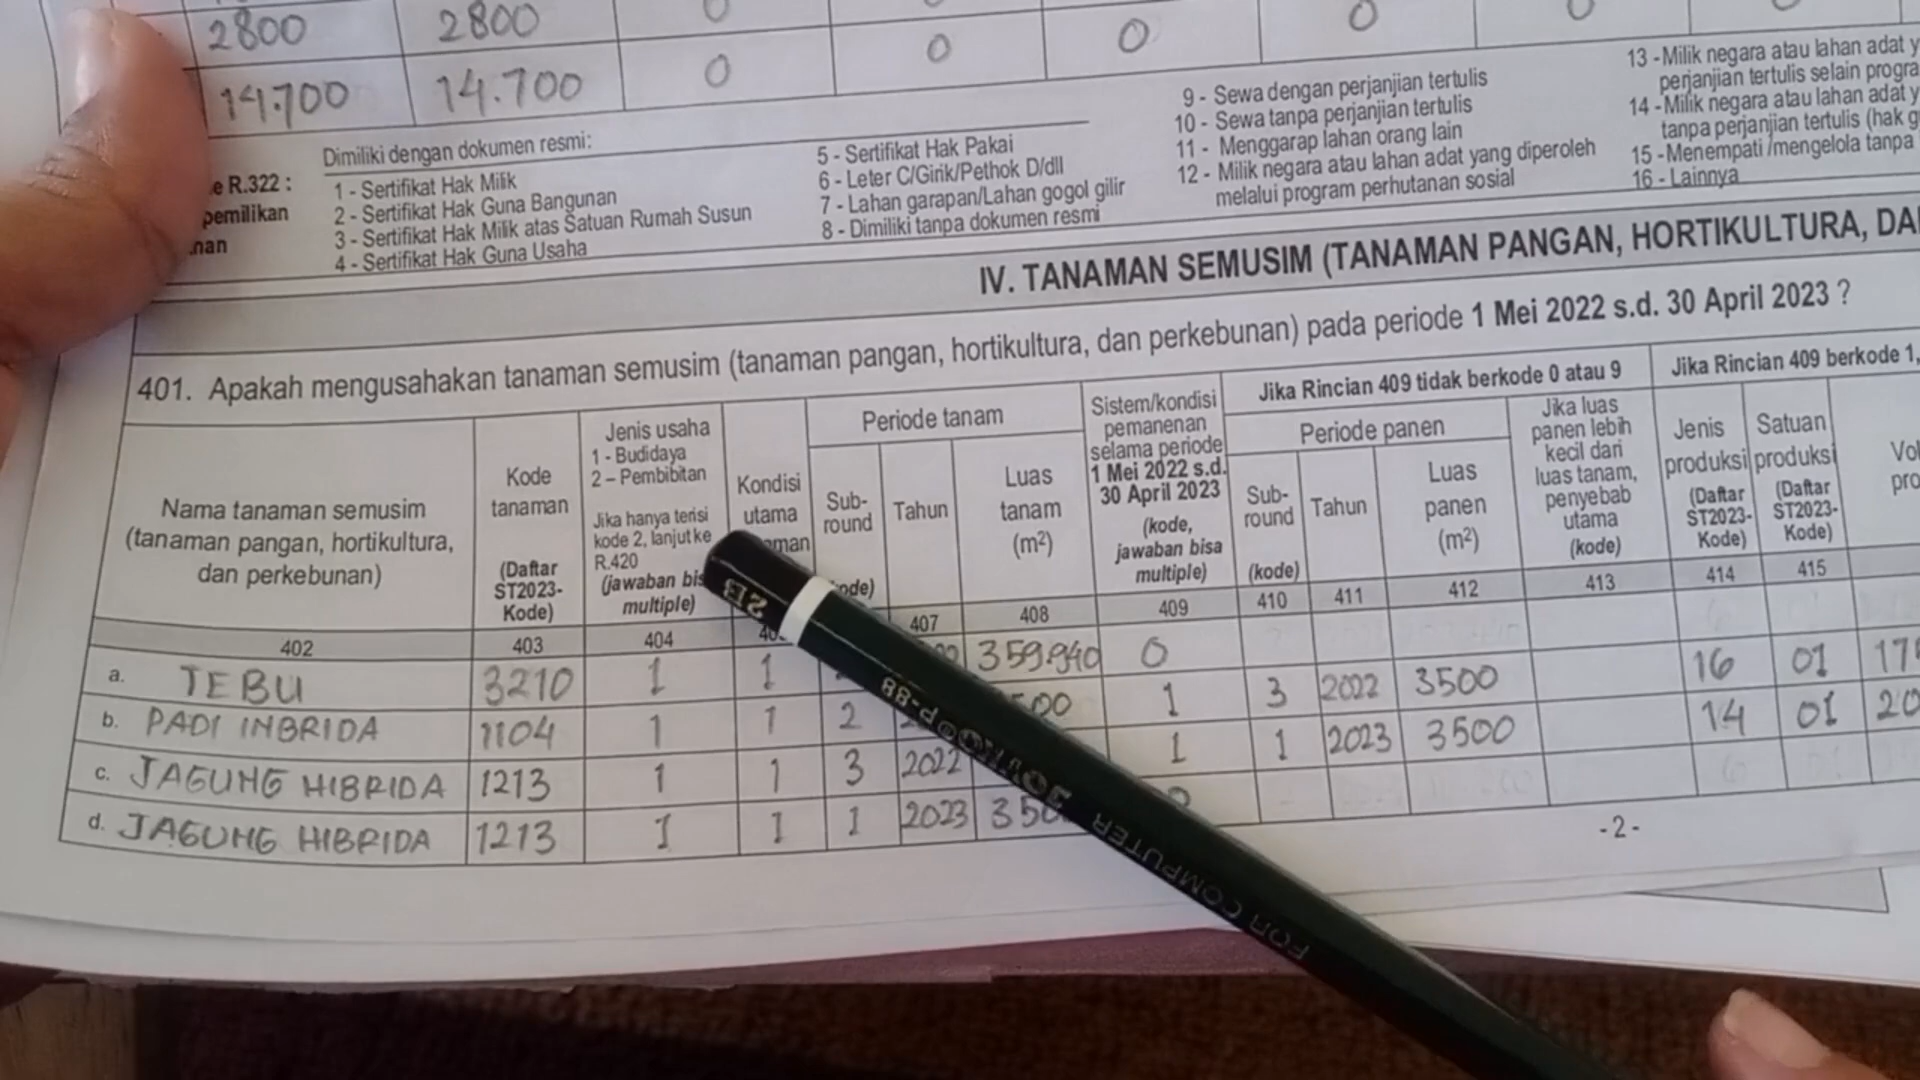 2800 2800 0
14.700 14.700 0 0 0 0 0
e R.322 :
pemilikan
Dimiliki dengan dokumen resmi:
1 - Sertifikat Hak Milik
2 - Sertifikat Hak Guna Bangunan
3 - Sertifikat Hak Milik atas Satuan Rumah Susun
4 - Sertifikat Hak Guna Usaha
5 - Sertifikat Hak Pakai
6 - Leter C/Girik/Pethok D/dll
7 - Lahan garapan/Lahan gogol gilir
8 - Dimiliki tanpa dokumen resmi
9 - Sewa dengan perjanjian tertulis
10 - Sewa tanpa perjanjian tertulis
11 - Menggarap lahan orang lain
12 - Milik negara atau lahan adat yang diperoleh
melalui program perhutanan sosial
13 - Milik negara atau lahan adat y
perjanjian tertulis selain progra
14 - Milik negara atau lahan adat y
tanpa perjanjian tertulis (hak g
15 - Menempati/mengelola tanpa
16 - Lainnya
IV. TANAMAN SEMUSIM (TANAMAN PANGAN, HORTIKULTURA, DA
401. Apakah mengusahakan tanaman semusim (tanaman pangan, hortikultura, dan perkebunan) pada periode 1 Mei 2022 s.d. 30 April 2023 ?
Nama tanaman semusim
(tanaman pangan, hortikultura,
dan perkebunan)
Kode
tanaman
(Daftar
ST2023-
Kode)
Jenis usaha
1 - Budidaya
2 – Pembibitan
Jika hanya terisi
kode 2, lanjut ke
R.420
(jawaban bis
multiple)
Kondisi
utama
Periode tanam
Sub-
round
Tahun
Luas
tanam
(m²)
Sistem/kondisi
pemanenan
selama periode
1 Mei 2022 s.d.
30 April 2023
(kode,
jawaban bisa
multiple)
Jika Rincian 409 tidak berkode 0 atau 9
Periode panen
Sub-
round
(kode)
Tahun
Luas
panen
(m²)
Jika luas
panen lebih
kecil dari
luas tanam,
penyebab
utama
(kode)
Jika Rincian 409 berkode 1,
Jenis
produksi
(Daftar
ST2023-
Kode)
Satuan
produksi
(Daftar
ST2023-
Kode)
402 403 404 407 408 409 410 411 412 413 414 415
a. TEBU 3210 1 1 359.940 0
b. PADI INBRIDA 1104 1 1 2 1 3 2022 3500 16 01
c. JAGUNG HIBRIDA 1213 1 1 3 2022 1 1 2023 3500 14 01
d. JAGUNG HIBRIDA 1213 1 1 1 2023
- 2 -
2B
88-P
FOR COMPUTER